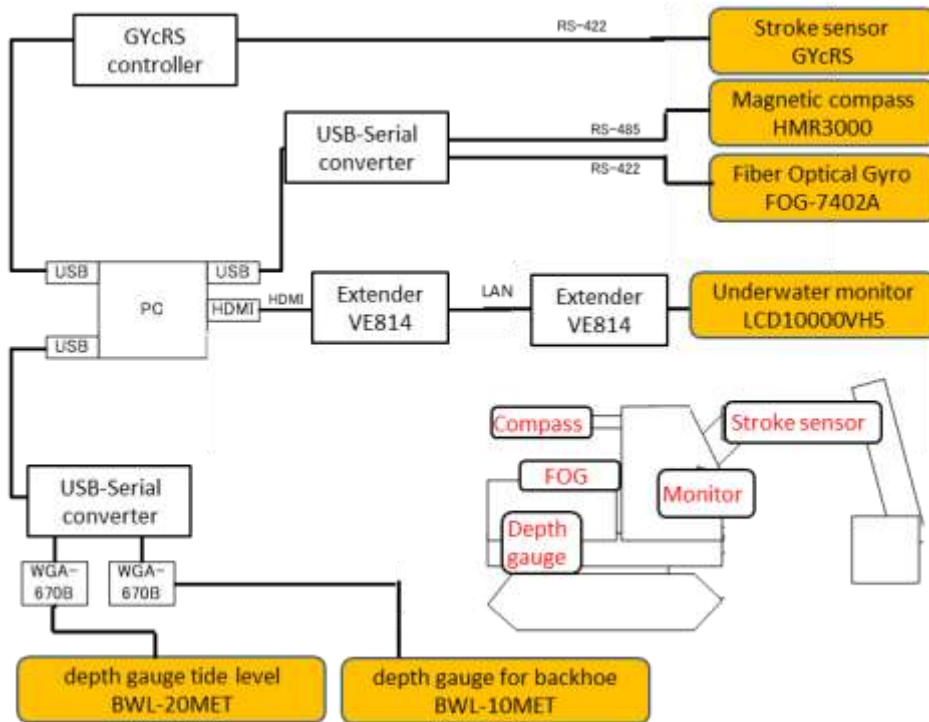 GYcRS
controller
RS-422
Stroke sensor
GYcRS
Magnetic compass
HMR3000
USB-Serial
converter
RS-485
RS-422
Fiber Optical Gyro
FOG-7402A
USB
PC
USB
HDMI
HDMI
Extender
VE814
LAN
Extender
VE814
Underwater monitor
LCD10000VH5
USB
Compass
Stroke sensor
FOG
Monitor
Depth
gauge
USB-Serial
converter
WGA-
670B
WGA-
670B
depth gauge tide level
BWL-20MET
depth gauge for backhoe
BWL-10MET